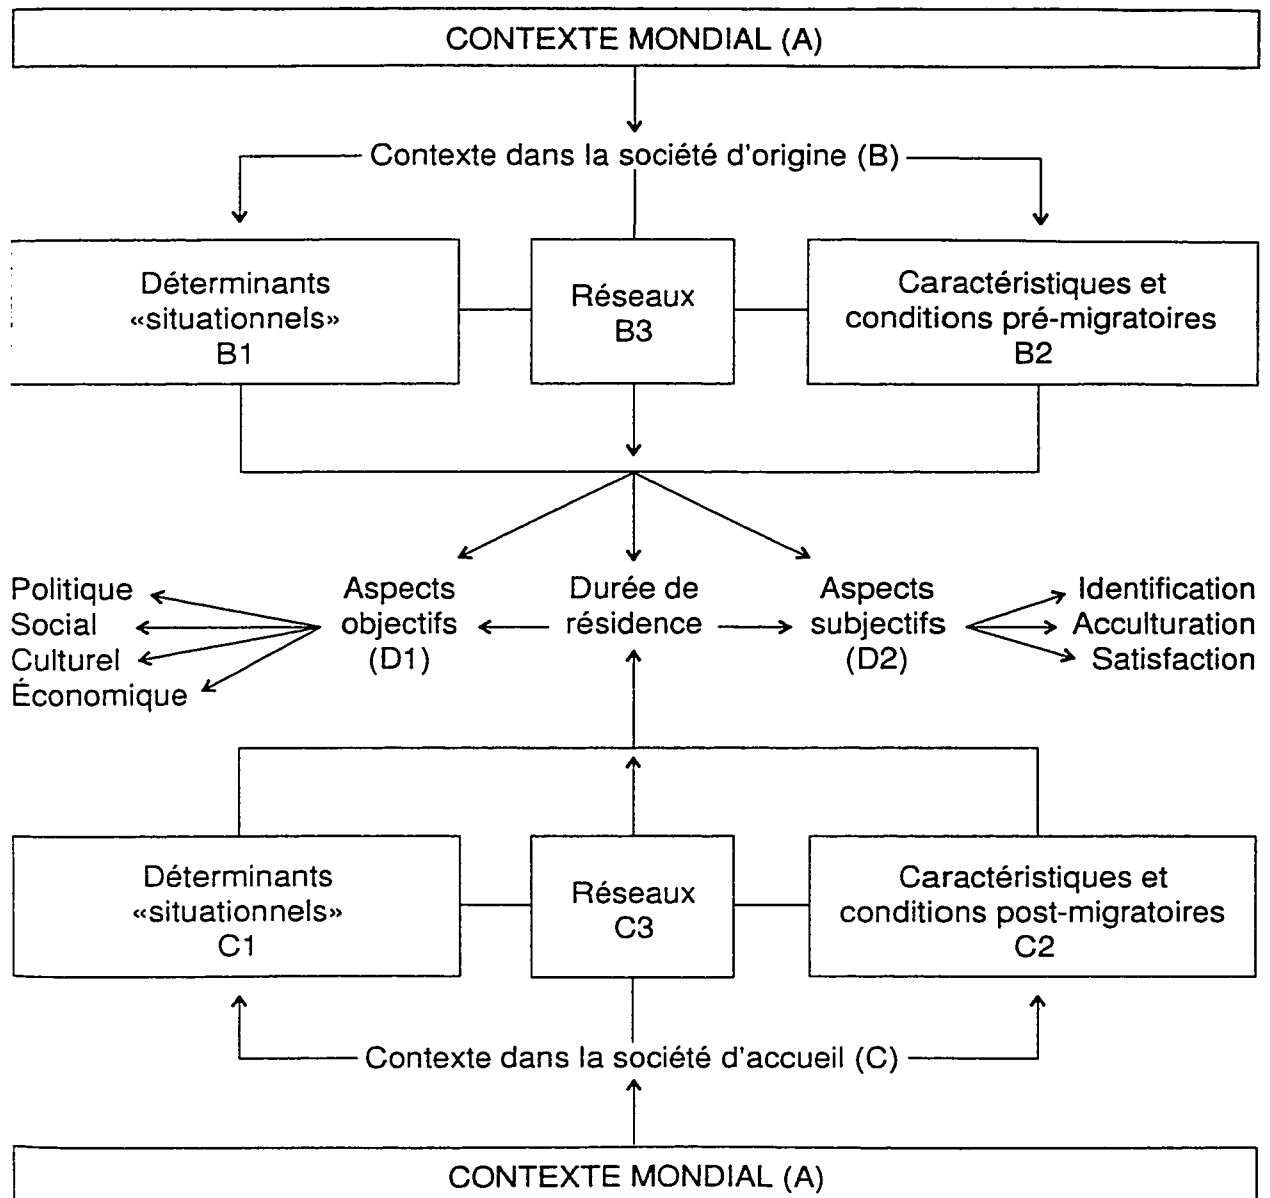 CONTEXTE MONDIAL (A)
Contexte dans la société d'origine (B)
Déterminants
«situationnels»
B1
Réseaux
B3
Caractéristiques et
conditions pré-migratoires
B2
Politique
Social
Culturel
Économique
Aspects
objectifs
(D1)
Durée de
résidence
Aspects
subjectifs
(D2)
Identification
Acculturation
Satisfaction
Déterminants
«situationnels»
C1
Réseaux
C3
Caractéristiques et
conditions post-migratoires
C2
Contexte dans la société d'accueil (C)
CONTEXTE MONDIAL (A)